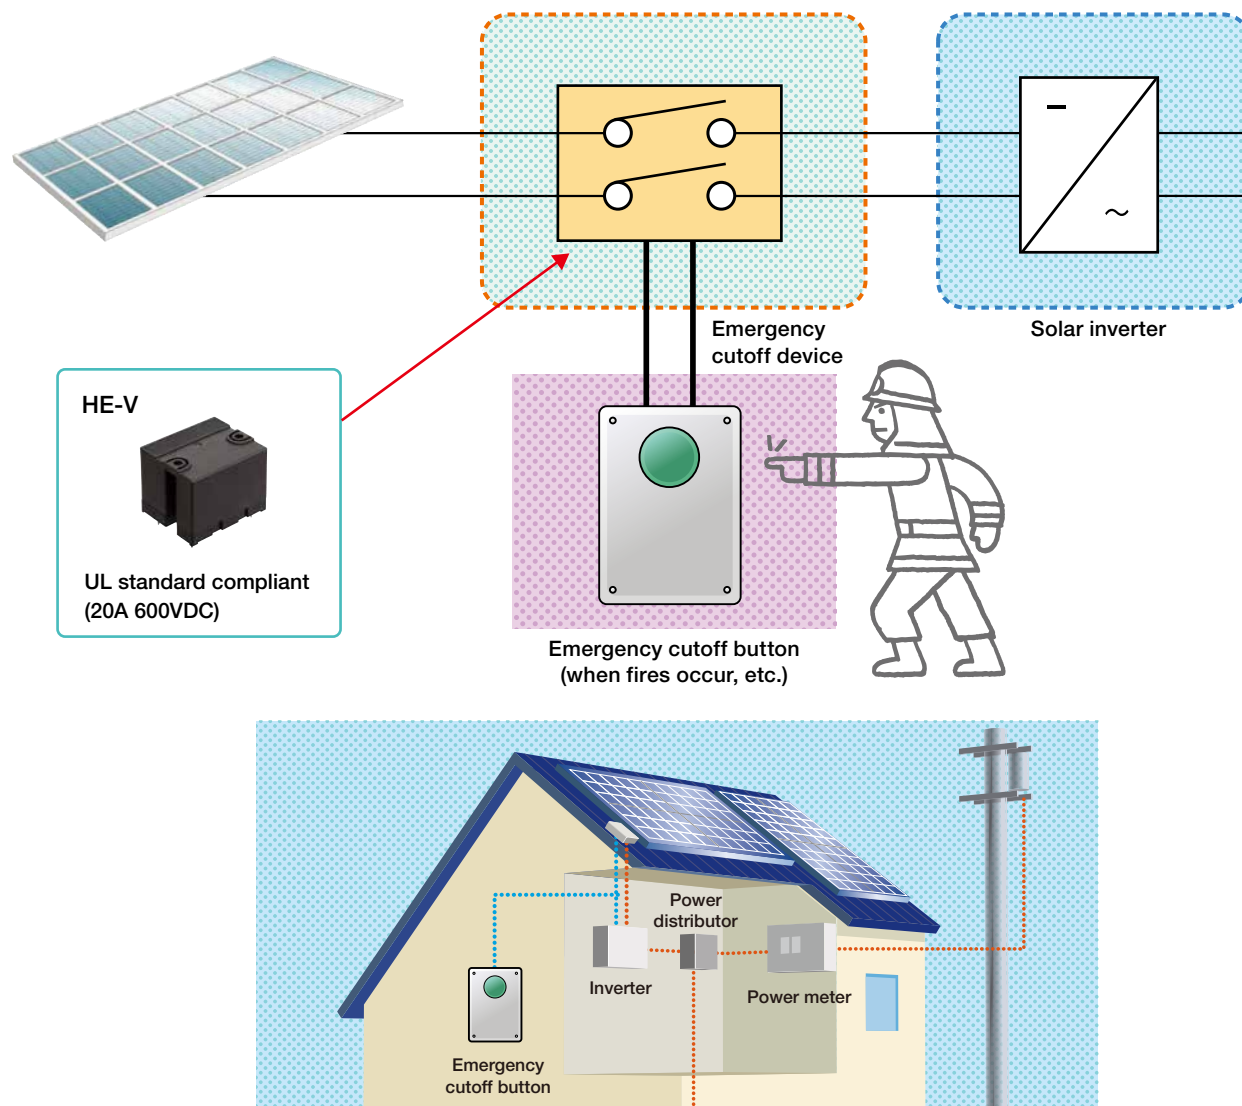 Emergency
cutoff device
Solar inverter
HE-V
UL standard compliant
(20A 600VDC)
Emergency cutoff button
(when fires occur, etc.)
Power
distributor
Inverter
Power meter
Emergency
cutoff button